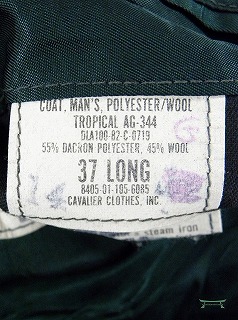 COAT, MAN'S, POLYESTER/WOOL
TROPICAL AG-344
DLA100-82-C-0719
55% DACRON POLYESTER, 45% WOOL
37 LONG
8405-01-105-6085
CAVALIER CLOTHES, INC.
steam iron